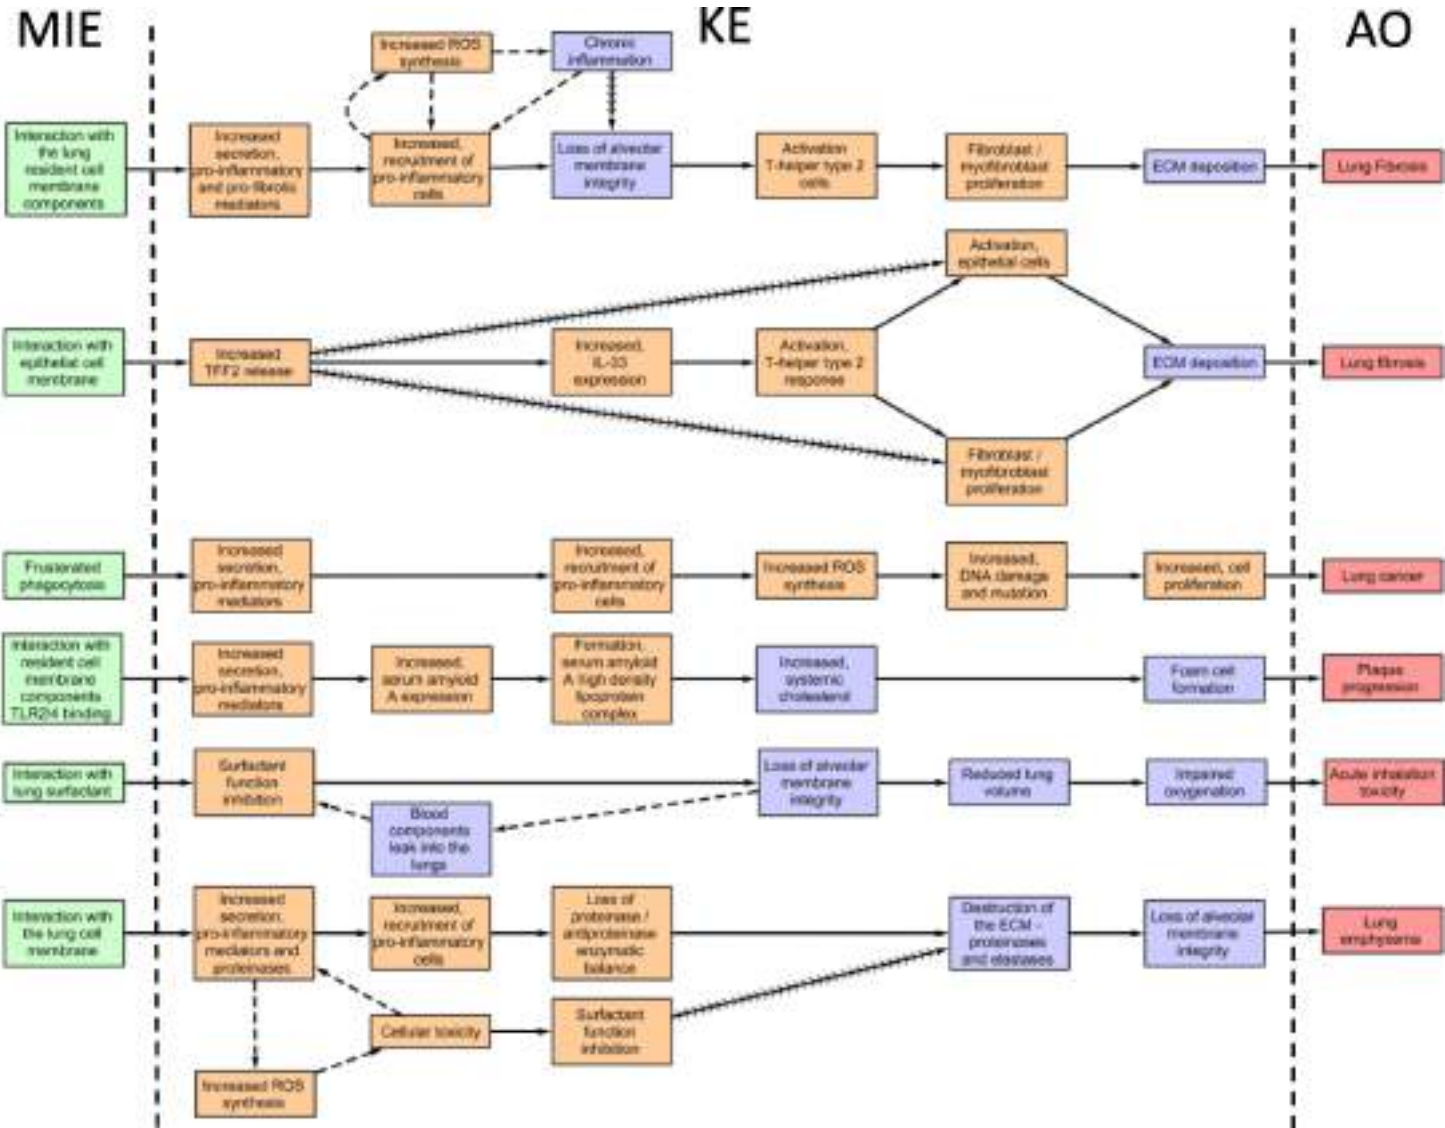 MIE
KE
AO
Increased ROS
synthesis
Chronic
inflammation
Interaction with
the lung
resident cell
membrane
components
Increased
secretion,
pro-inflammatory
and pro-fibrotic
mediators
Increased,
recruitment of
pro-inflammatory
cells
Loss of alveolar
membrane
integrity
Activation
T-helper type 2
cells
Fibroblast /
myofibroblast
proliferation
ECM deposition
Lung Fibrosis
Activation,
epithelial cells
Interaction with
epithelial cell
membrane
Increased
TFF2 release
Increased,
IL-33
expression
Activation,
T-helper type 2
response
ECM deposition
Lung fibrosis
Fibroblast /
myofibroblast
proliferation
Frusterated
phagocytosis
Increased
secretion,
pro-inflammatory
mediators
Increased,
recruitment of
pro-inflammatory
cells
Increased ROS
synthesis
Increased,
DNA damage
and mutation
Increased, cell
proliferation
Lung cancer
Interaction with
resident cell
membrane
components
TLR2/4 binding
Increased
secretion,
pro-inflammatory
mediators
Increased,
serum amyloid
A expression
Formation,
serum amyloid
A high density
lipoprotein
complex
Increased,
systemic
cholesterol
Foam cell
formation
Plaque
progression
Interaction with
lung surfactant
Surfactant
function
inhibition
Blood
components
leak into the
lungs
Loss of alveolar
membrane
integrity
Reduced lung
volume
Impaired
oxygenation
Acute inhalation
toxicity
Interaction with
the lung cell
membrane
Increased
secretion,
pro-inflammatory
mediators and
proteinases
Increased,
recruitment of
pro-inflammatory
cells
Loss of
proteinase /
antiproteinase
enzymatic
balance
Destruction of
the ECM -
proteinases
and elastases
Loss of alveolar
membrane
integrity
Lung
emphysema
Cellular toxicity
Surfactant
function
inhibition
Increased ROS
synthesis